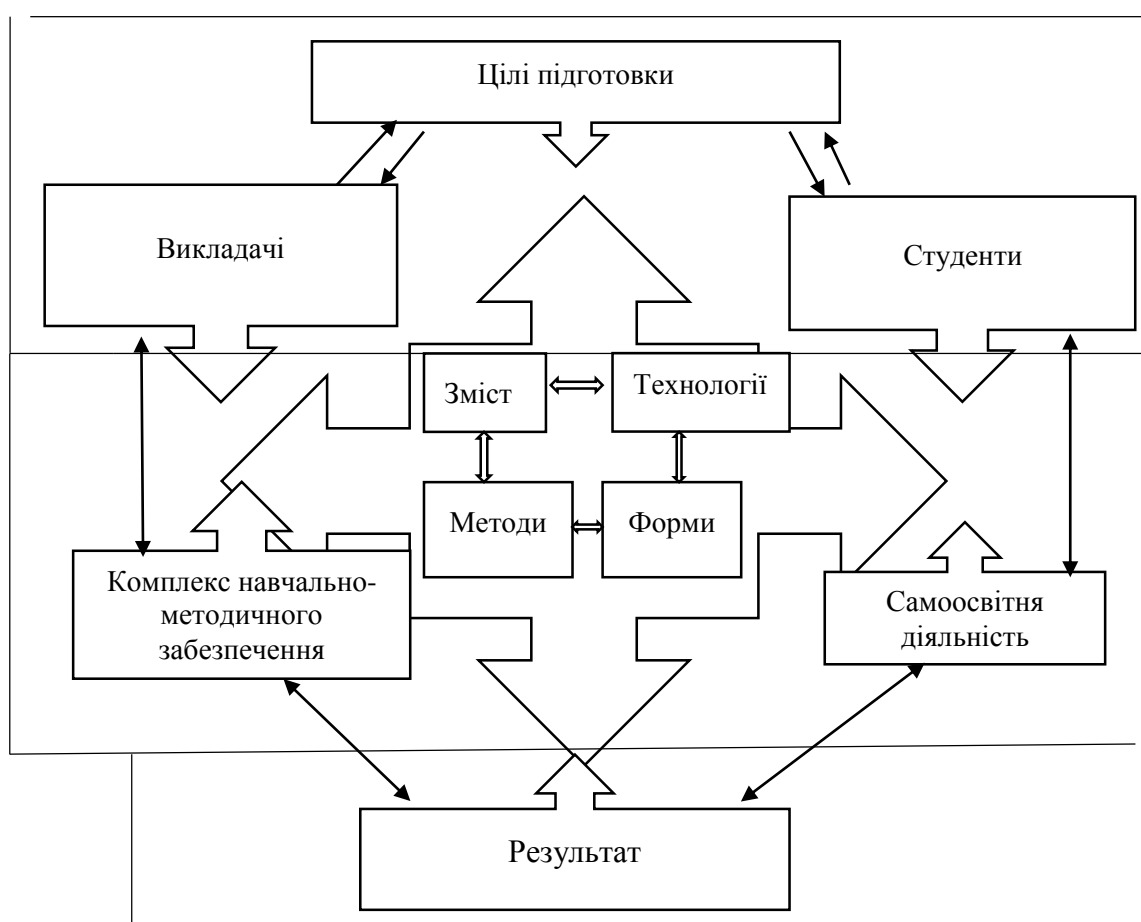 Цілі підготовки
Викладачі
Студенти
Зміст
Технології
Методи
Форми
Комплекс навчально-
методичного
забезпечення
Самоосвітня
діяльність
Результат